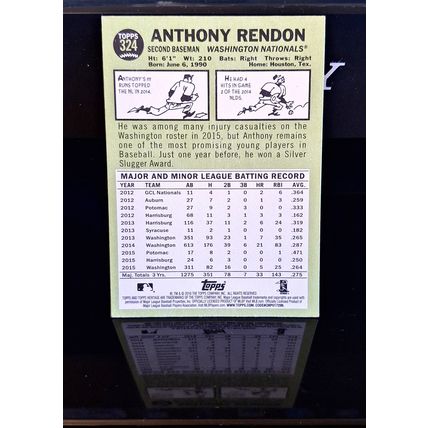 TOPPS
324
ANTHONY RENDON
SECOND BASEMAN WASHINGTON NATIONALS®
Ht: 6'1" Wt: 210 Bats: Right Throws: Right
Born: June 6, 1990 Home: Houston, Tex.
ANTHONY'S 111
RUNS TOPPED
THE NL IN 2014.
HE HAD 4
HITS IN GAME
2 OF THE 2014
NLDS.
He was among many injury casualties on the
Washington roster in 2015, but Anthony remains
one of the most promising young players in
Baseball. Just one year before, he won a Silver
Slugger Award.
MAJOR AND MINOR LEAGUE BATTING RECORD
YEAR TEAM AB H 2B 3B HR RBI AVG.
2012 GCL Nationals 11 4 1 0 2 6 .364
2012 Auburn 27 7 2 0 1 3 .259
2012 Potomac 27 9 2 3 0 0 .333
2012 Harrisburg 68 11 3 1 3 3 .162
2013 Harrisburg 116 37 11 2 6 24 .319
2013 Syracuse 11 2 1 0 0 3 .182
2013 Washington 351 93 23 1 7 35 .265
2014 Washington 613 176 39 6 21 83 .287
2015 Potomac 17 8 2 0 0 4 .471
2015 Harrisburg 24 6 3 0 0 0 .250
2015 Washington 311 82 16 0 5 25 .264
Maj. Totals 3 Yrs. 1275 351 78 7 33 143 .275
Topps